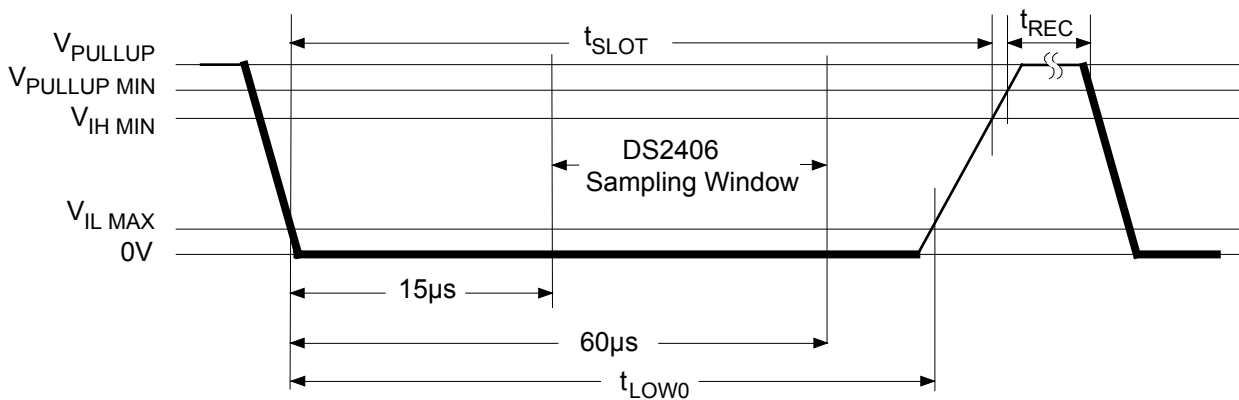 t_SLOT
t_REC
V_PULLUP
V_PULLUP MIN
V_IH MIN
DS2406
Sampling Window
V_IL MAX
0V
15µs
60µs
t_LOW0